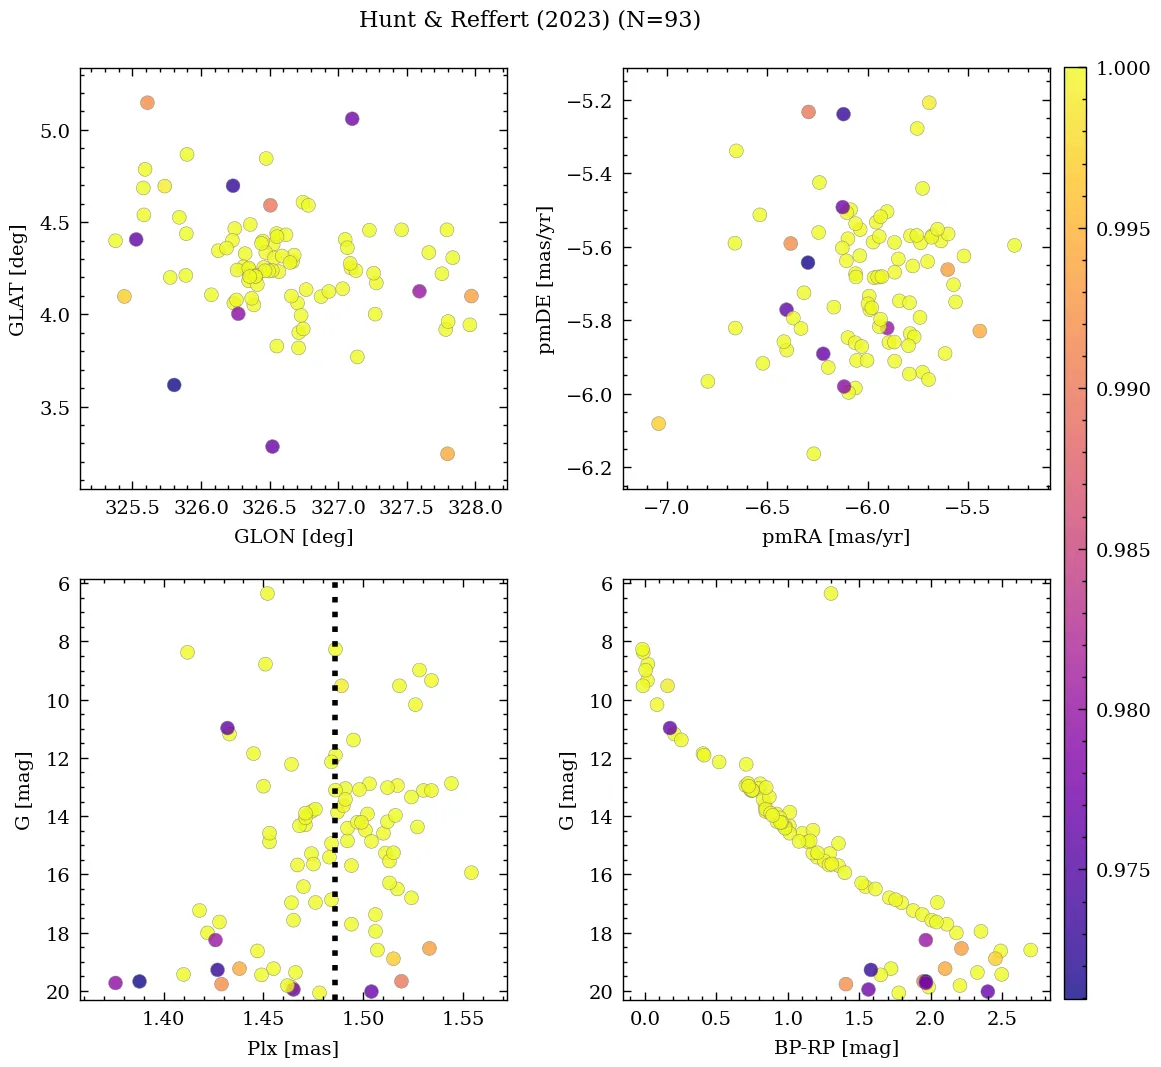 Hunt & Reffert (2023) (N=93)
5.0
4.5
4.0
3.5
GLAT [deg]
325.5 326.0 326.5 327.0 327.5 328.0
GLON [deg]
−5.2
−5.4
−5.6
−5.8
−6.0
−6.2
pmDE [mas/yr]
−7.0 −6.5 −6.0 −5.5
pmRA [mas/yr]
1.000
0.995
0.990
0.985
0.980
0.975
6
8
10
12
14
16
18
20
G [mag]
1.40 1.45 1.50 1.55
Plx [mas]
6
8
10
12
14
16
18
20
G [mag]
0.0 0.5 1.0 1.5 2.0 2.5
BP-RP [mag]